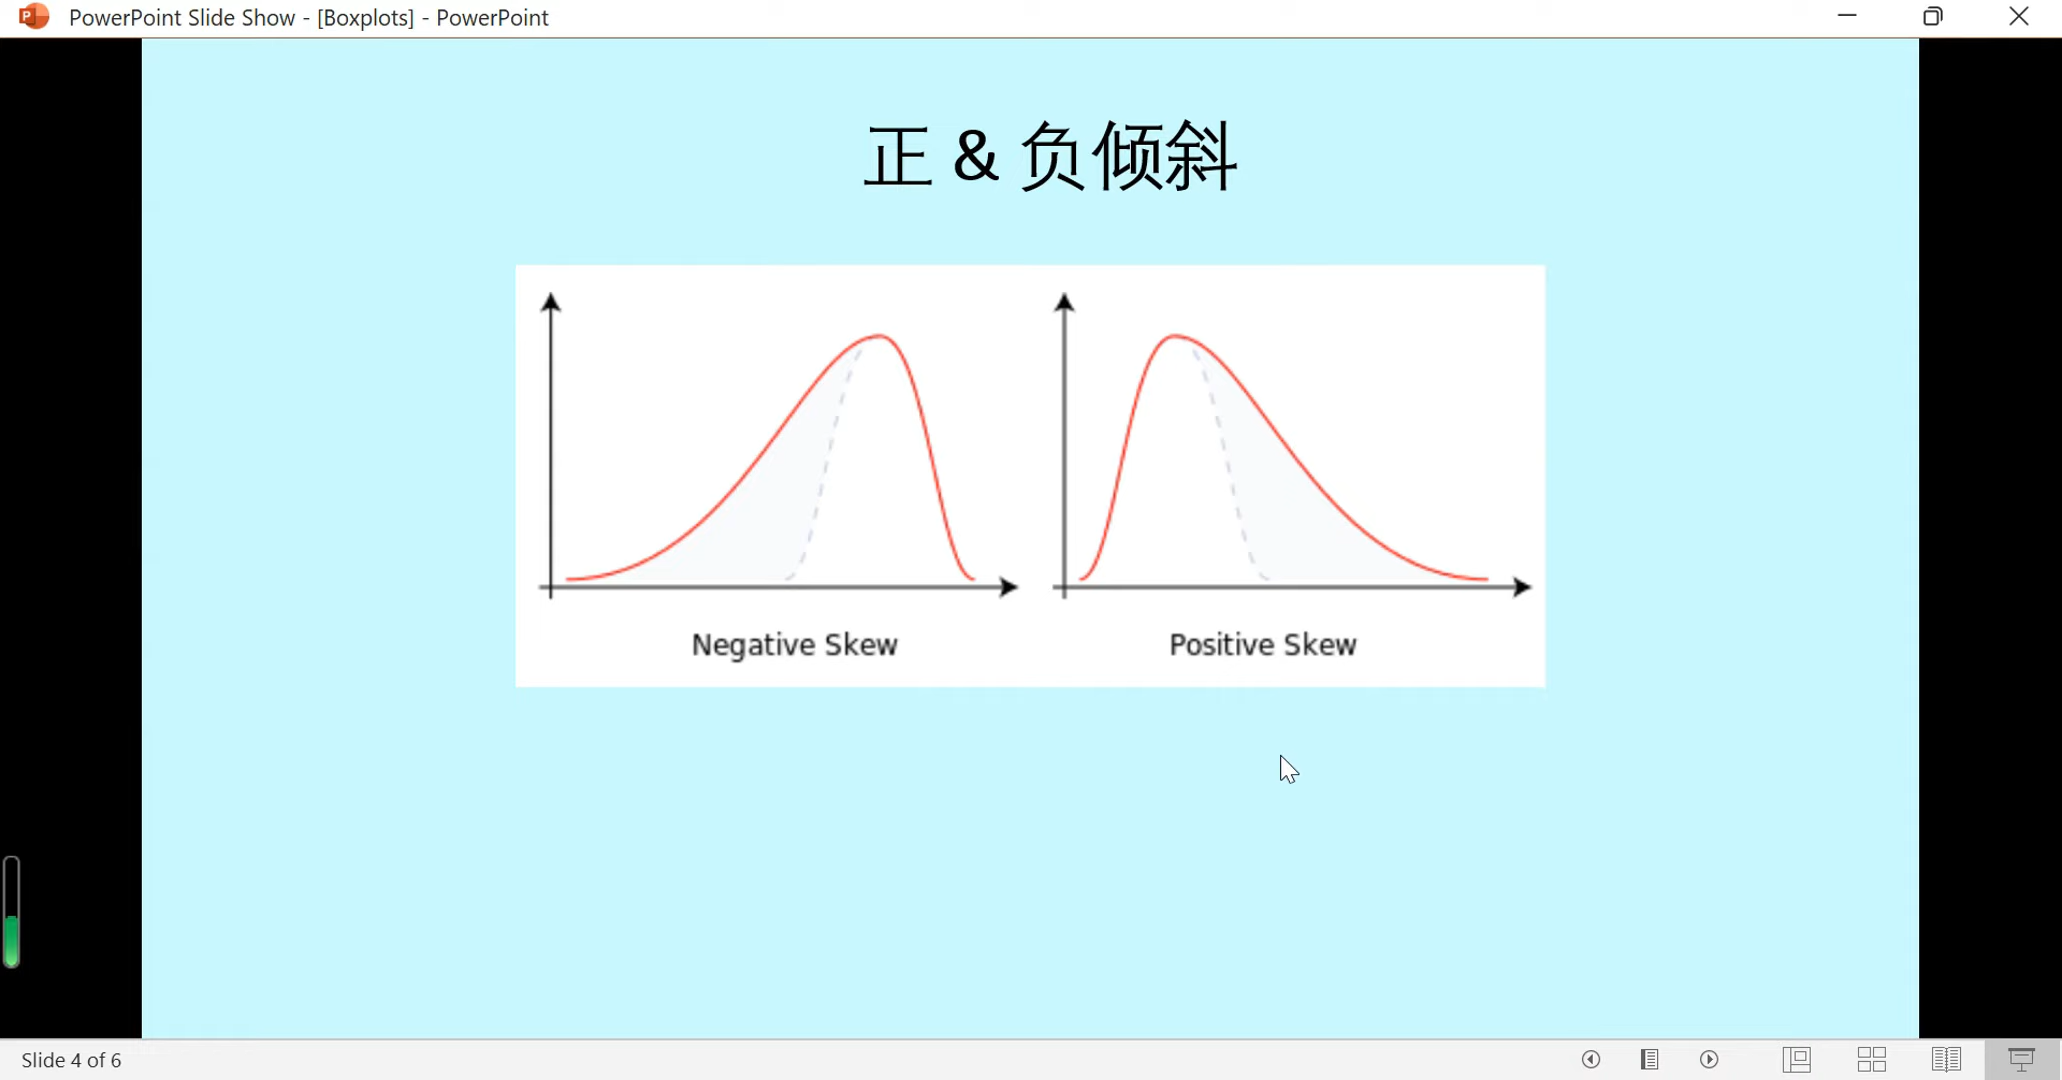 PowerPoint Slide Show - [Boxplots] - PowerPoint
正 & 负倾斜
Negative Skew
Positive Skew
Slide 4 of 6